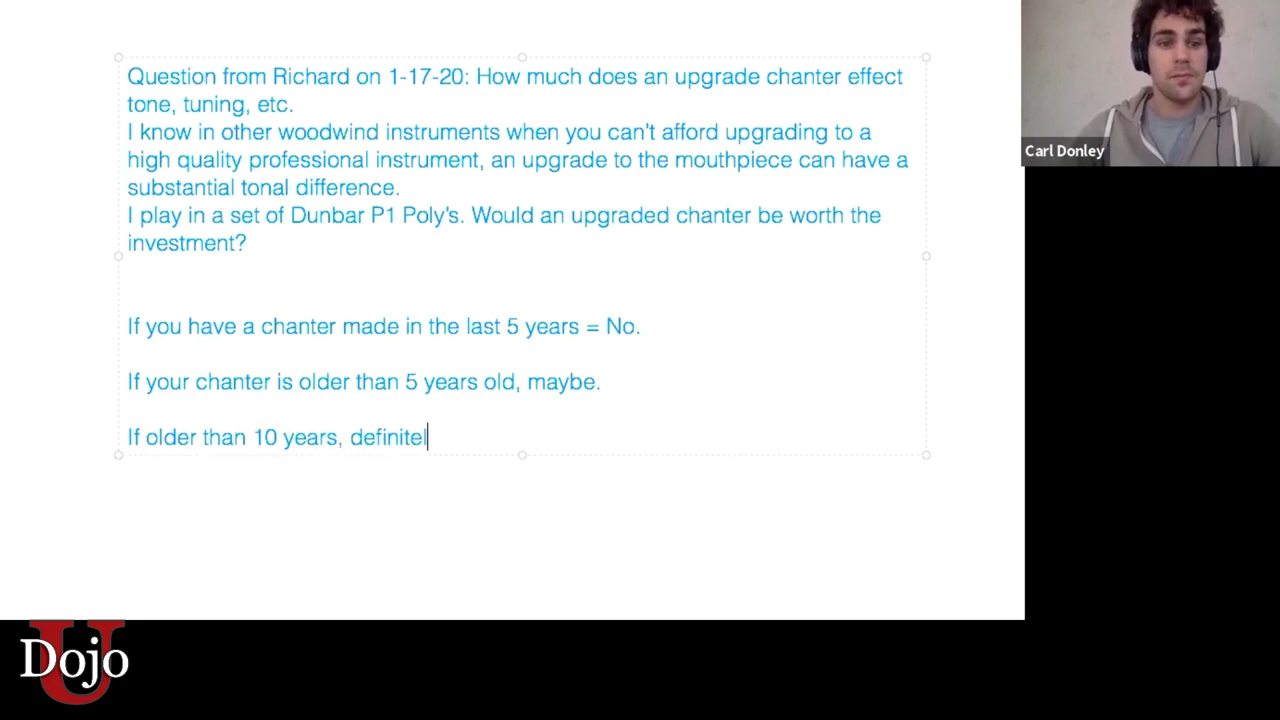 Question from Richard on 1-17-20: How much does an upgrade chanter effect
tone, tuning, etc.
I know in other woodwind instruments when you can't afford upgrading to a
high quality professional instrument, an upgrade to the mouthpiece can have a
substantial tonal difference.
I play in a set of Dunbar P1 Poly's. Would an upgraded chanter be worth the
investment?
If you have a chanter made in the last 5 years = No.
If your chanter is older than 5 years old, maybe.
If older than 10 years, definitel
Carl Donley
Dojo
U